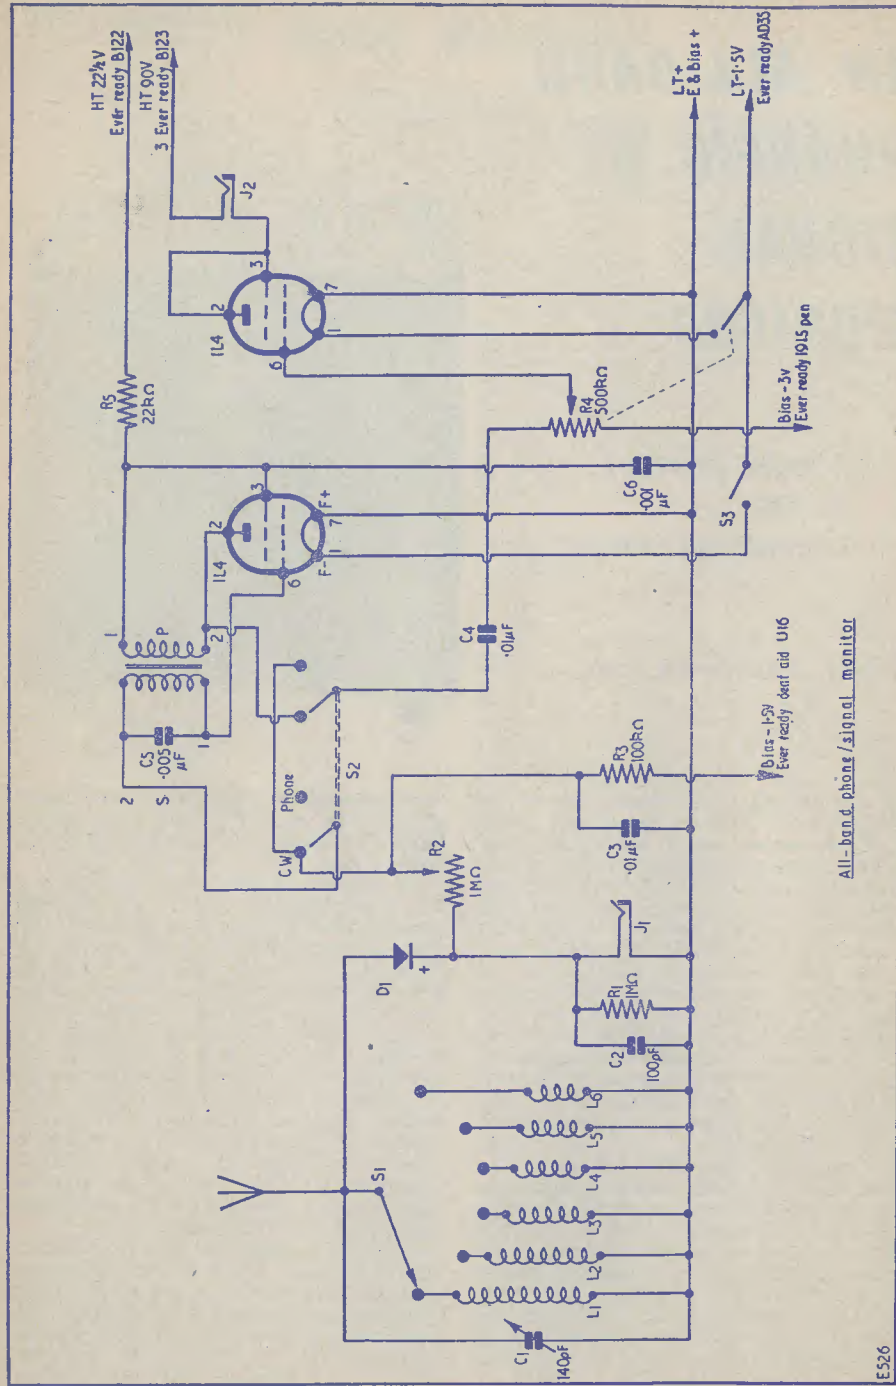 HT 22½V
Ever ready B122
HT 90V
3 Ever ready B123
J2
2
3
1L4
6
7
1
R5
22kΩ
LT+
E & Bias +
LT-1·5V
Ever ready AD35
1
P
2
2
S
1
C5
·005
µF
1L4
2
3
6
F+
7
F-
1
R4
500kΩ
Bias -3v
Ever ready 1915 pen
C6
·001
µF
S3
C4
·01µF
Phone
CW
S2
R2
1MΩ
R3
100kΩ
C3
·01µF
Bias-1·5V
Ever ready deaf aid U16
D1
+
J1
R1
1MΩ
C2
100pF
S1
L1
L2
L3
L4
L5
L6
C1
140pF
All-band phone/signal monitor
E526